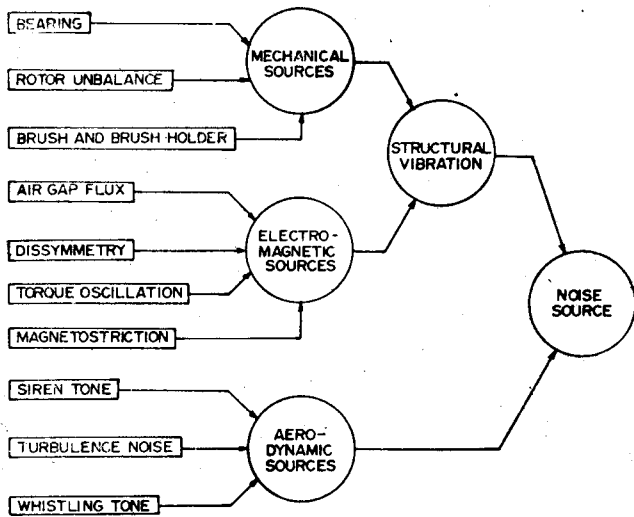 BEARING
ROTOR UNBALANCE
BRUSH AND BRUSH HOLDER
MECHANICAL
SOURCES
STRUCTURAL
VIBRATION
AIR GAP FLUX
DISSYMMETRY
TORQUE OSCILLATION
MAGNETOSTRICTION
ELECTRO-
MAGNETIC
SOURCES
NOISE
SOURCE
SIREN TONE
TURBULENCE NOISE
WHISTLING TONE
AERO-
DYNAMIC
SOURCES